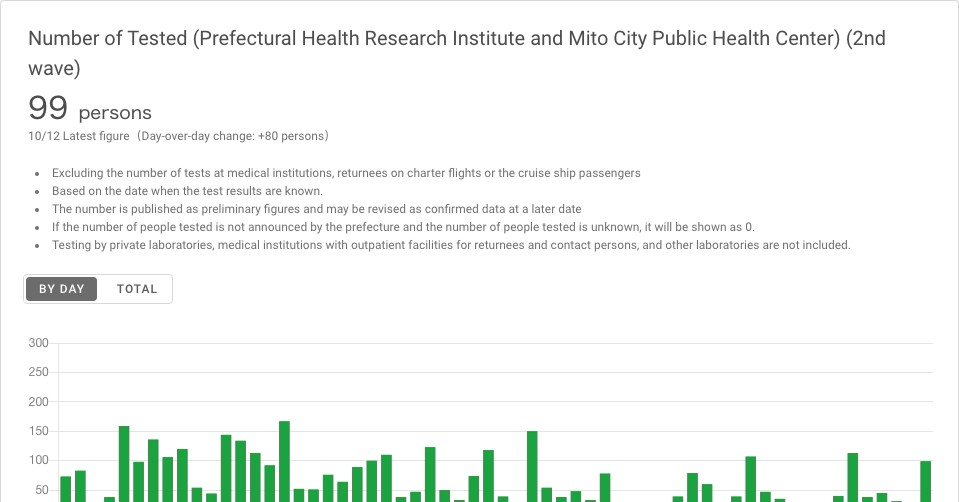 Number of Tested (Prefectural Health Research Institute and Mito City Public Health Center) (2nd
wave)
99 persons
10/12 Latest figure（Day-over-day change: +80 persons）
• Excluding the number of tests at medical institutions, returnees on charter flights or the cruise ship passengers
• Based on the date when the test results are known.
• The number is published as preliminary figures and may be revised as confirmed data at a later date
• If the number of people tested is not announced by the prefecture and the number of people tested is unknown, it will be shown as 0.
• Testing by private laboratories, medical institutions with outpatient facilities for returnees and contact persons, and other laboratories are not included.
BY DAY TOTAL
300
250
200
150
100
50